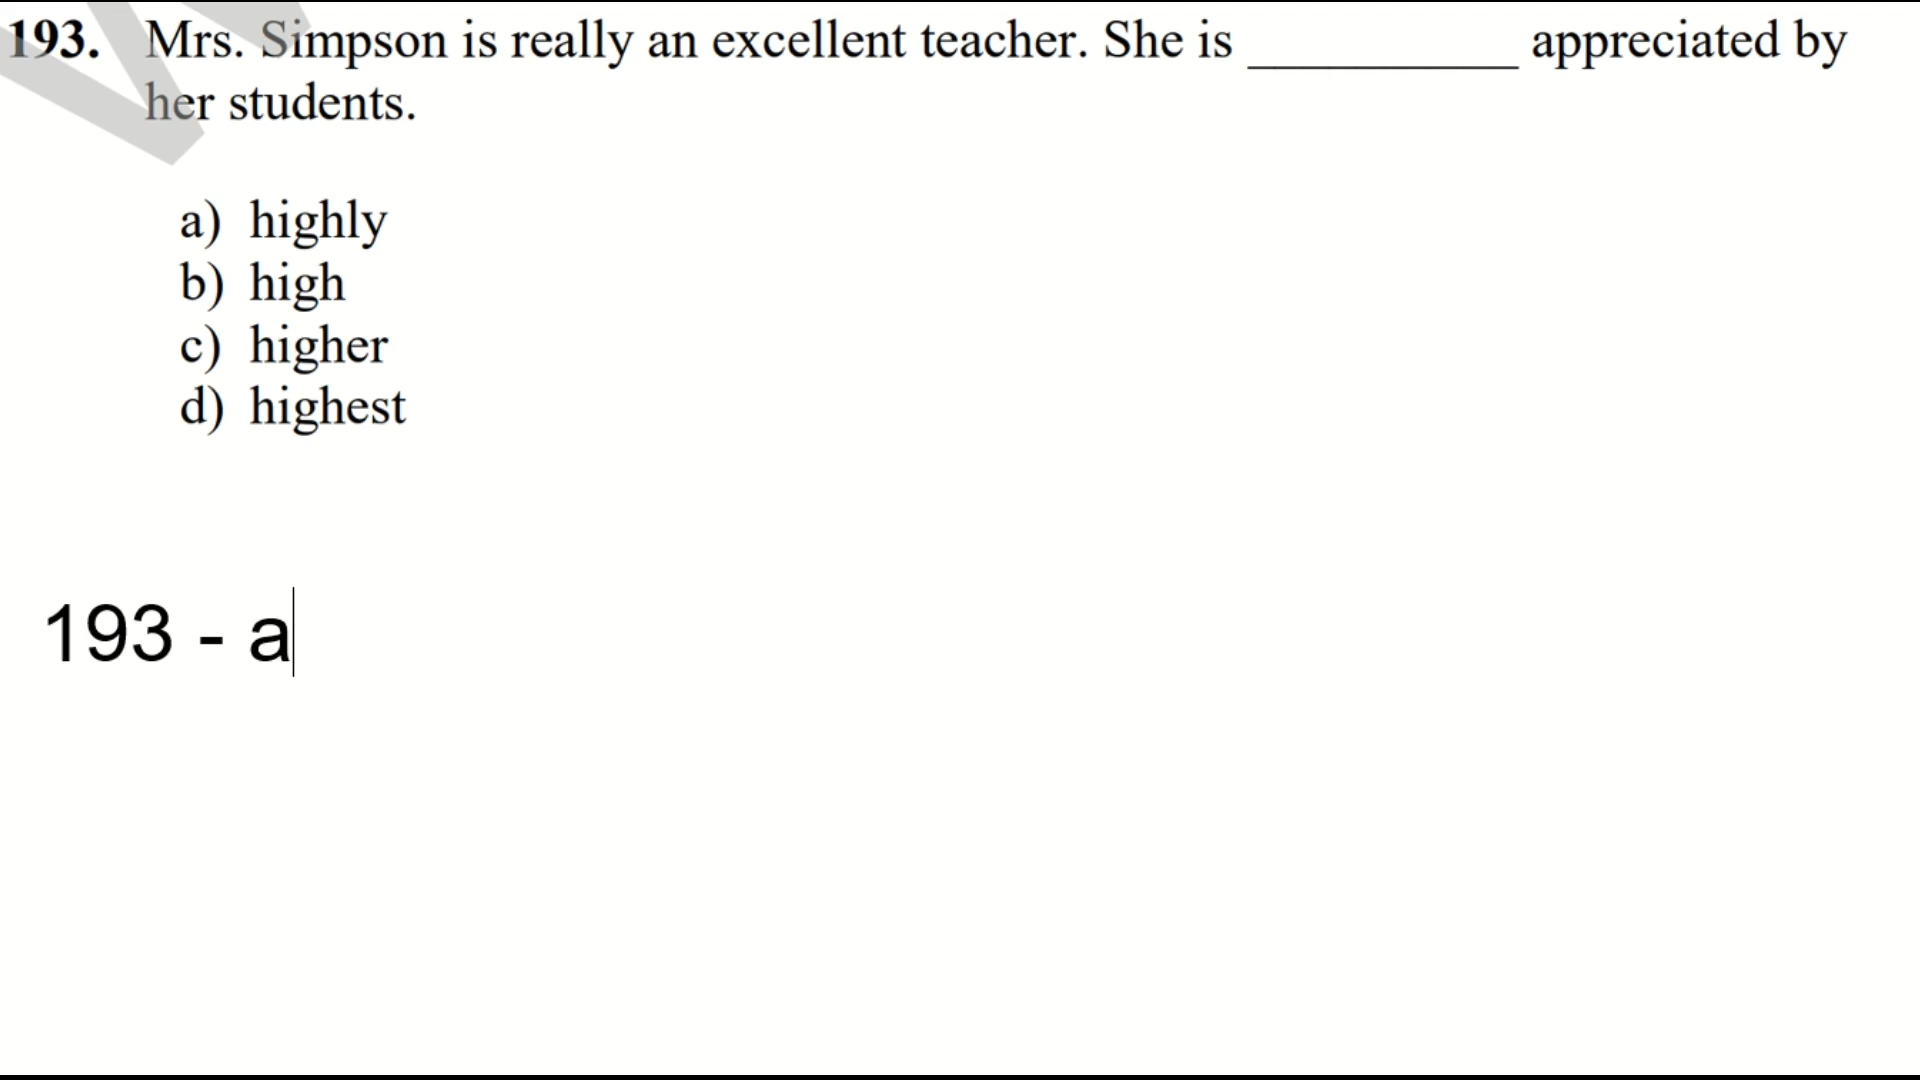 193. Mrs. Simpson is really an excellent teacher. She is __________ appreciated by
her students.
a) highly
b) high
c) higher
d) highest
193 - a